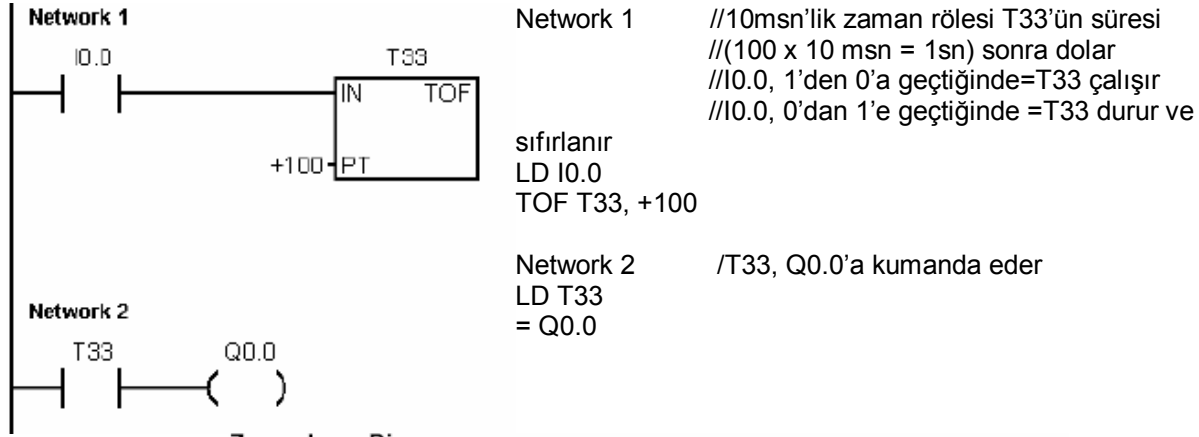 Network 1
I0.0
T33
IN TOF
+100 PT
Network 2
T33 Q0.0
Network 1 //10msn'lik zaman rölesi T33'ün süresi
//(100 x 10 msn = 1sn) sonra dolar
//I0.0, 1'den 0'a geçtiğinde=T33 çalışır
//I0.0, 0'dan 1'e geçtiğinde =T33 durur ve
sıfırlanır
LD I0.0
TOF T33, +100
Network 2 /T33, Q0.0'a kumanda eder
LD T33
= Q0.0